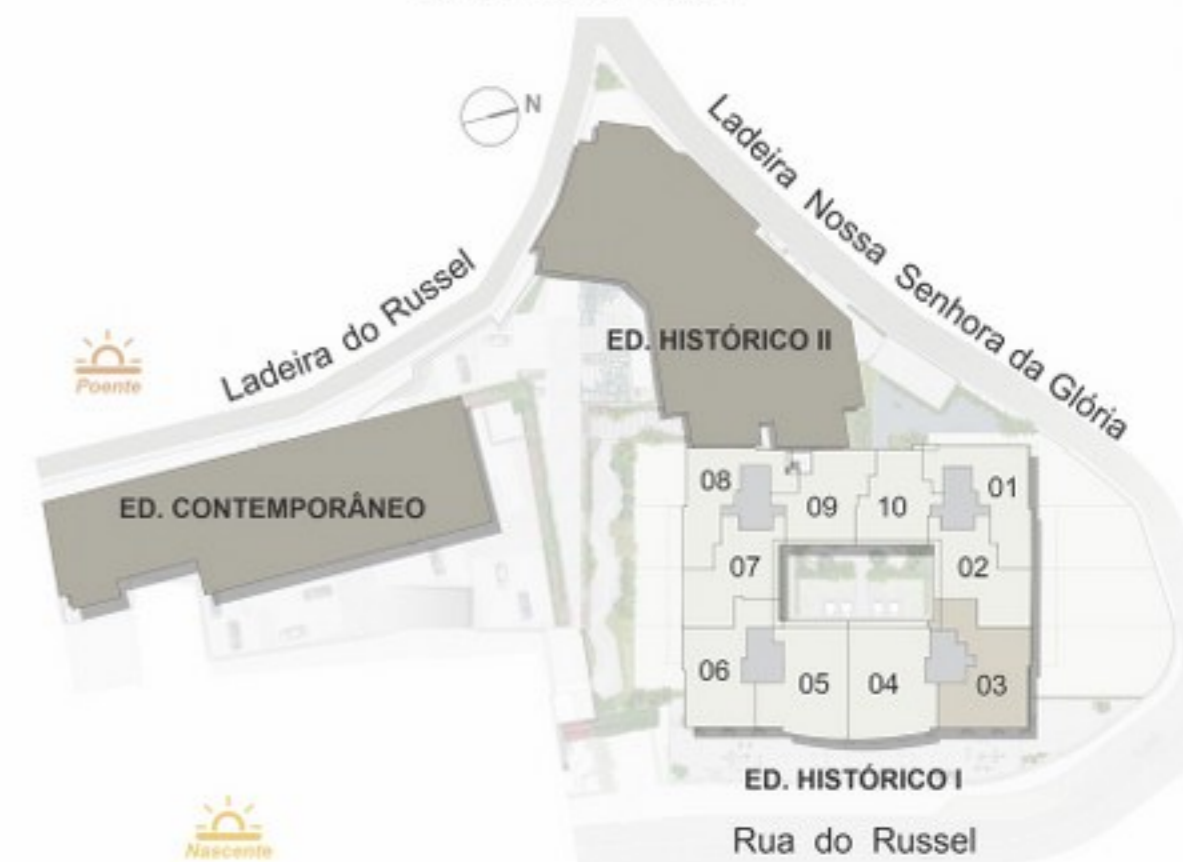 N
Ladeira Nossa Senhora da Glória
Ladeira do Russel
Poente
ED. HISTÓRICO II
ED. CONTEMPORÂNEO
08
09
10
01
07
02
06
05
04
03
ED. HISTÓRICO I
Nascente
Rua do Russel